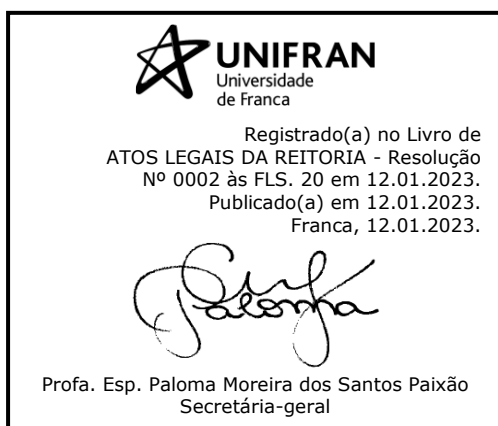 UNIFRAN
Universidade
de Franca
Registrado(a) no Livro de
ATOS LEGAIS DA REITORIA - Resolução
Nº 0002 às FLS. 20 em 12.01.2023.
Publicado(a) em 12.01.2023.
Franca, 12.01.2023.
Paloma
Profa. Esp. Paloma Moreira dos Santos Paixão
Secretária-geral